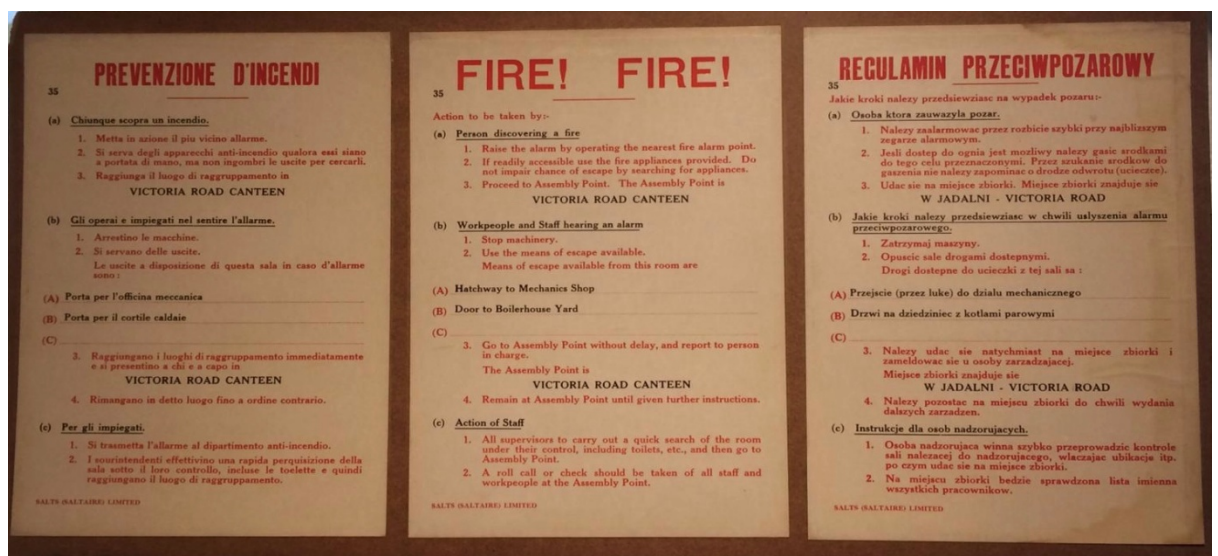 PREVENZIONE D'INCENDI
35
(a) Chiunque scopra un incendio.
1. Metta in azione il piu vicino allarme.
2. Si serva degli apparecchi anti-incendio qualora essi siano
a portata di mano, ma non ingombri le uscite per cercarli.
3. Raggiunga il luogo di raggruppamento in
VICTORIA ROAD CANTEEN
(b) Gli operai e impiegati nel sentire l'allarme.
1. Arrestino le macchine.
2. Si servano delle uscite.
Le uscite a disposizione di questa sala in caso d'allarme
sono :
(A) Porta per l'officina meccanica
(B) Porta per il cortile caldaie
(C)
3. Raggiungano i luoghi di raggruppamento immediatamente
e si presentino a chi e a capo in
VICTORIA ROAD CANTEEN
4. Rimangano in detto luogo fino a ordine contrario.
(c) Per gli impiegati.
1. Si trasmetta l'allarme al dipartimento anti-incendio.
2. I sourintendenti effettivino una rapida perquisizione della
sala sotto il loro controllo, incluse le toelette e quindi
raggiungano il luogo di raggruppamento.
SALTS (SALTAIRE) LIMITED
FIRE! FIRE!
35
Action to be taken by:-
(a) Person discovering a fire
1. Raise the alarm by operating the nearest fire alarm point.
2. If readily accessible use the fire appliances provided. Do
not impair chance of escape by searching for appliances.
3. Proceed to Assembly Point. The Assembly Point is
VICTORIA ROAD CANTEEN
(b) Workpeople and Staff hearing an alarm
1. Stop machinery.
2. Use the means of escape available.
Means of escape available from this room are
(A) Hatchway to Mechanics Shop
(B) Door to Boilerhouse Yard
(C)
3. Go to Assembly Point without delay, and report to person
in charge.
The Assembly Point is
VICTORIA ROAD CANTEEN
4. Remain at Assembly Point until given further instructions.
(c) Action of Staff
1. All supervisors to carry out a quick search of the room
under their control, including toilets, etc., and then go to
Assembly Point.
2. A roll call or check should be taken of all staff and
workpeople at the Assembly Point.
SALTS (SALTAIRE) LIMITED
REGULAMIN PRZECIWPOZAROWY
35
Jakie kroki nalezy przedsiewziasc na wypadek pozaru:-
(a) Osoba ktora zauwazyla pozar.
1. Nalezy zaalarmowac przez rozbicie szybki przy najblizszym
zegarze alarmowym.
2. Jesli dostep do ognia jest mozliwy nalezy gasic srodkami
do tego celu przeznaczonymi. Przez szukanie srodkow do
gaszenia nie nalezy zapominac o drodze odwrotu (ucieczce).
3. Udac sie na miejsce zbiorki. Miejsce zbiorki znajduje sie
W JADALNI - VICTORIA ROAD
(b) Jakie kroki nalezy przedsiewziasc w chwili uslyszenia alarmu
przeciwpozarowego.
1. Zatrzymaj maszyny.
2. Opuscic sale drogami dostepnymi.
Drogi dostepne do ucieczki z tej sali sa :
(A) Przejscie (przez luke) do dzialu mechanicznego
(B) Drzwi na dziedziniec z kotlami parowymi
(C)
3. Nalezy udac sie natychmiast na miejsce zbiorki i
zameldowac sie u osoby zarzadzajacej.
Miejsce zbiorki znajduje sie
W JADALNI - VICTORIA ROAD
4. Nalezy pozostac na miejscu zbiorki do chwili wydania
dalszych zarzadzen.
(c) Instrukcje dla osob nadzorujacych.
1. Osoba nadzorujaca winna szybko przeprowadzic kontrole
sali nalezacej do nadzorujacego, wlaczajac ubikacje itp.
po czym udac sie na miejsce zbiorki.
2. Na miejscu zbiorki bedzie sprawdzona lista imienna
wszystkich pracownikow.
SALTS (SALTAIRE) LIMITED